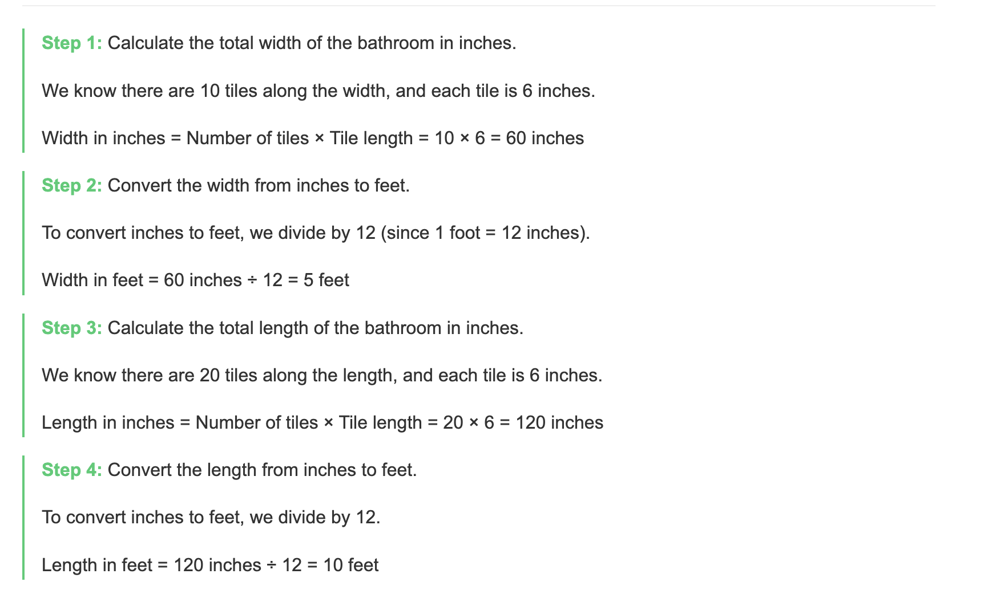 Step 1: Calculate the total width of the bathroom in inches.
We know there are 10 tiles along the width, and each tile is 6 inches.
Width in inches = Number of tiles × Tile length = 10 × 6 = 60 inches
Step 2: Convert the width from inches to feet.
To convert inches to feet, we divide by 12 (since 1 foot = 12 inches).
Width in feet = 60 inches ÷ 12 = 5 feet
Step 3: Calculate the total length of the bathroom in inches.
We know there are 20 tiles along the length, and each tile is 6 inches.
Length in inches = Number of tiles × Tile length = 20 × 6 = 120 inches
Step 4: Convert the length from inches to feet.
To convert inches to feet, we divide by 12.
Length in feet = 120 inches ÷ 12 = 10 feet